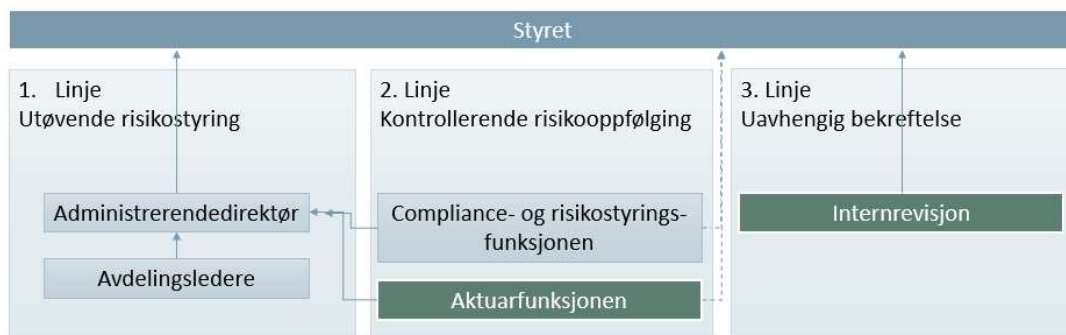 Styret
1. Linje
Utøvende risikostyring
Administrerendedirektør
Avdelingsledere
2. Linje
Kontrollerende risikooppfølging
Compliance- og risikostyrings-
funksjonen
Aktuarfunksjonen
3. Linje
Uavhengig bekreftelse
Internrevisjon